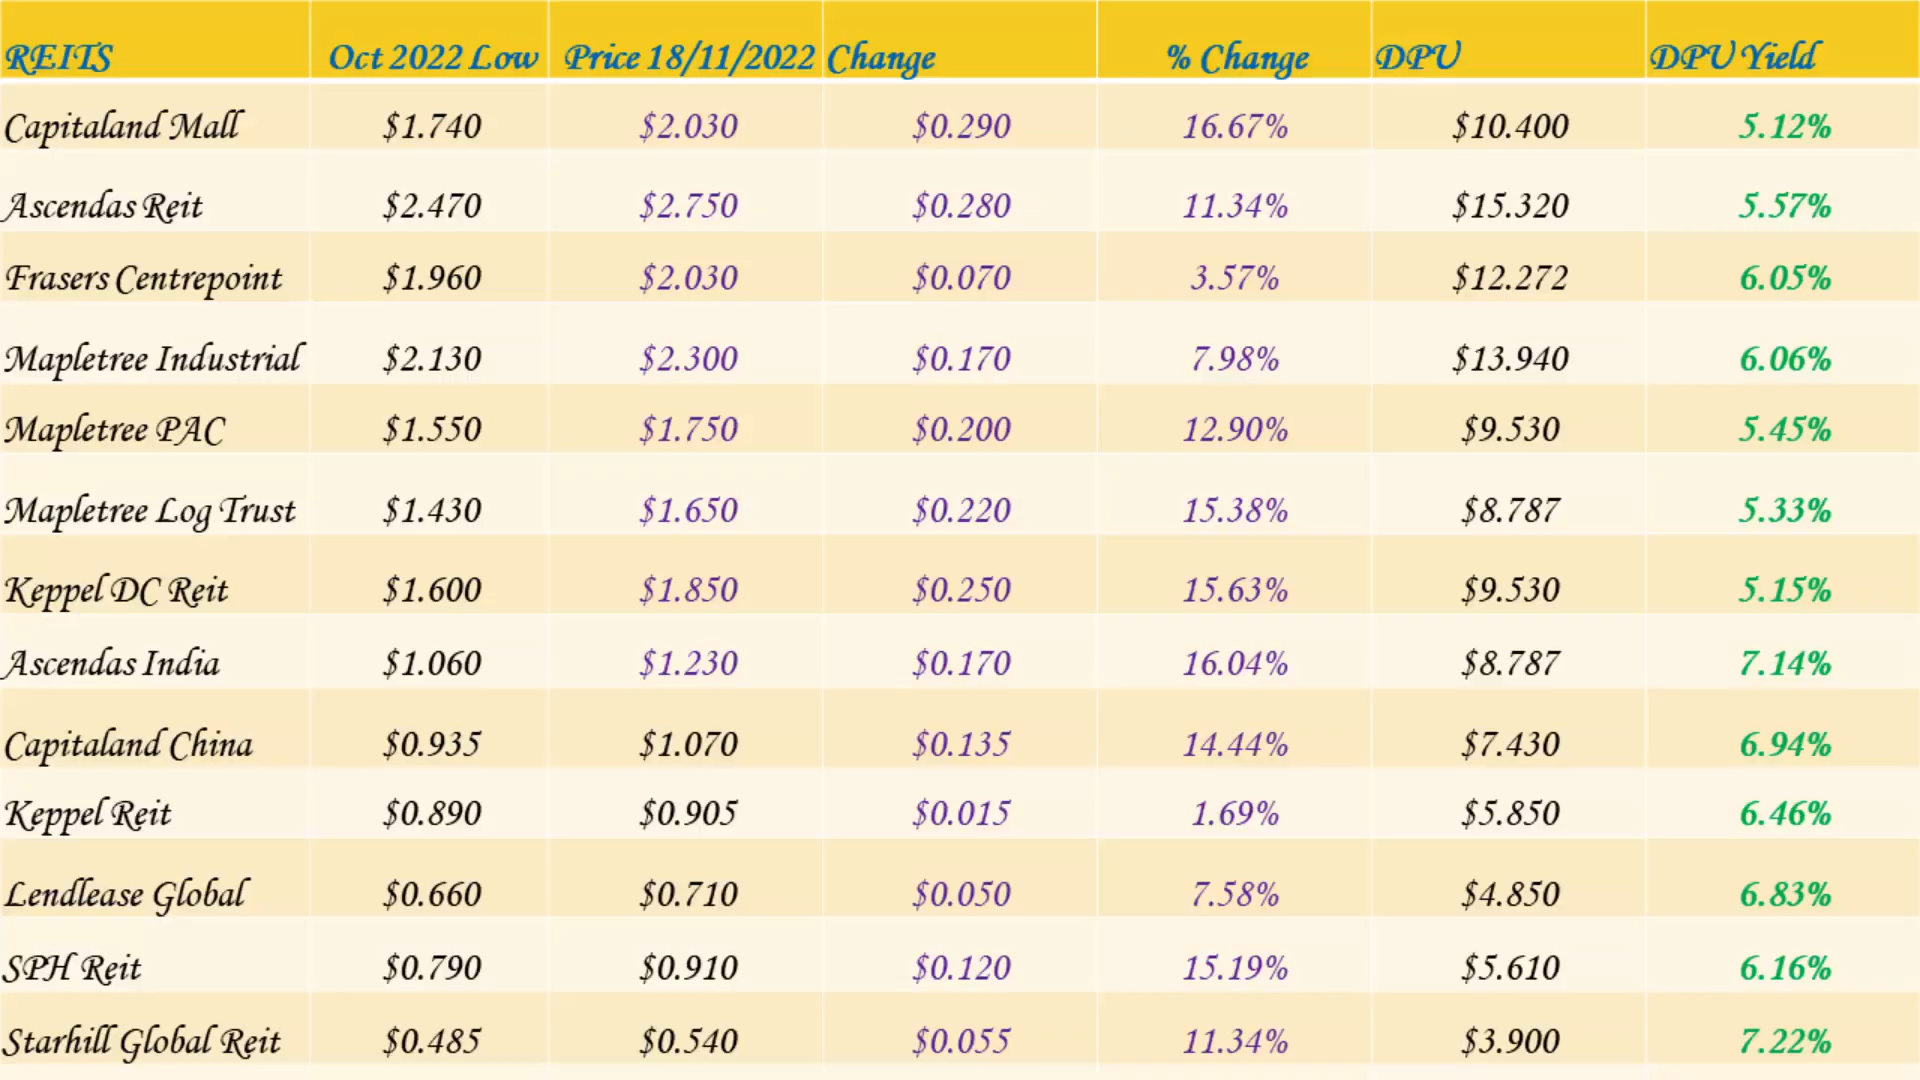 REITS Oct 2022 Low Price 18/11/2022 Change % Change DPU DPU Yield
Capitaland Mall $1.740 $2.030 $0.290 16.67% $10.400 5.12%
Ascendas Reit $2.470 $2.750 $0.280 11.34% $15.320 5.57%
Frasers Centrepoint $1.960 $2.030 $0.070 3.57% $12.272 6.05%
Mapletree Industrial $2.130 $2.300 $0.170 7.98% $13.940 6.06%
Mapletree PAC $1.550 $1.750 $0.200 12.90% $9.530 5.45%
Mapletree Log Trust $1.430 $1.650 $0.220 15.38% $8.787 5.33%
Keppel DC Reit $1.600 $1.850 $0.250 15.63% $9.530 5.15%
Ascendas India $1.060 $1.230 $0.170 16.04% $8.787 7.14%
Capitaland China $0.935 $1.070 $0.135 14.44% $7.430 6.94%
Keppel Reit $0.890 $0.905 $0.015 1.69% $5.850 6.46%
Lendlease Global $0.660 $0.710 $0.050 7.58% $4.850 6.83%
SPH Reit $0.790 $0.910 $0.120 15.19% $5.610 6.16%
Starhill Global Reit $0.485 $0.540 $0.055 11.34% $3.900 7.22%